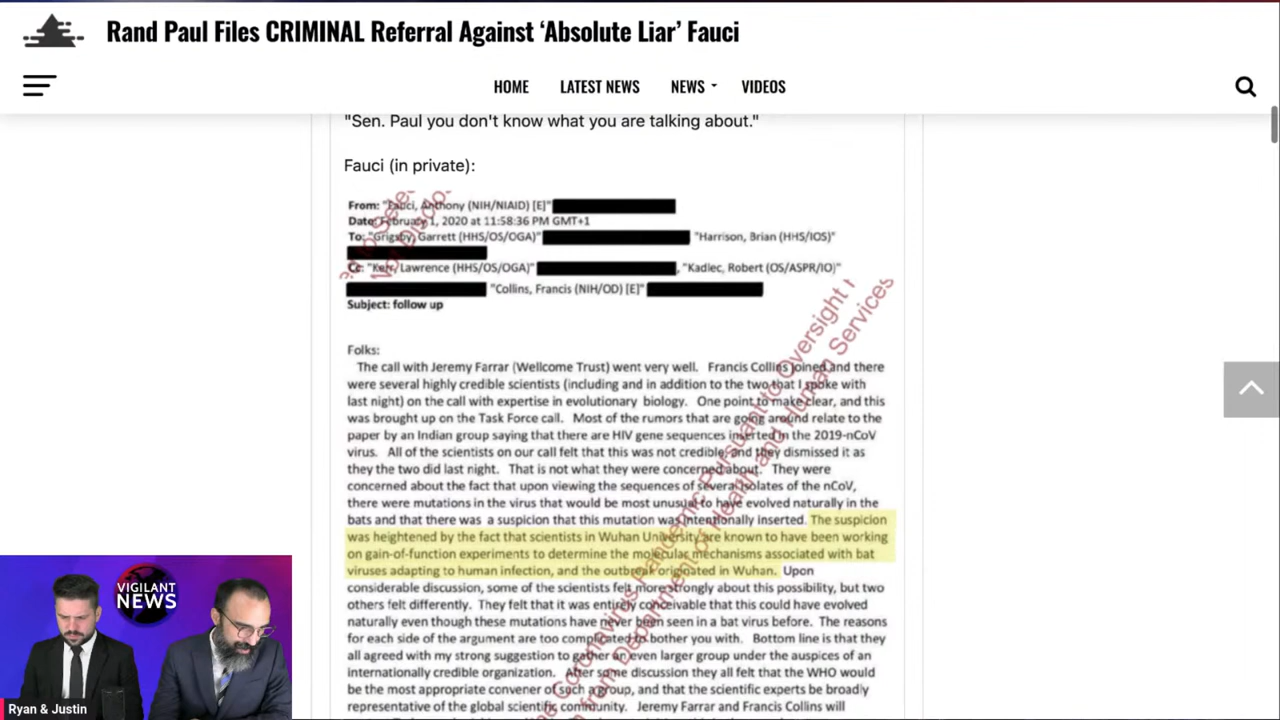 Rand Paul Files CRIMINAL Referral Against ‘Absolute Liar’ Fauci
HOME LATEST NEWS NEWS VIDEOS
"Sen. Paul you don't know what you are talking about."
Fauci (in private):
From: "Fauci, Anthony (NIH/NIAID) [E]"
Date: February 1, 2020 at 11:58:36 PM GMT+1
To: "Grigsby, Garrett (HHS/OS/OGA)" "Harrison, Brian (HHS/IOS)"
Cc: "Kerr, Lawrence (HHS/OS/OGA)" , "Kadlec, Robert (OS/ASPR/IO)"
"Collins, Francis (NIH/OD) [E]"
Subject: follow up
Folks:
The call with Jeremy Farrar (Wellcome Trust) went very well. Francis Collins joined and there
were several highly credible scientists (including and in addition to the two that I spoke with
last night) on the call with expertise in evolutionary biology. One point to make clear, and this
was brought up on the Task Force call. Most of the rumors that are going around relate to the
paper by an Indian group saying that there are HIV gene sequences inserted in the 2019-nCoV
virus. All of the scientists on our call felt that this was not credible, and they dismissed it as
they the two did last night. That is not what they were concerned about. They were
concerned about the fact that upon viewing the sequences of several isolates of the nCoV,
there were mutations in the virus that would be most unusual to have evolved naturally in the
bats and that there was a suspicion that this mutation was intentionally inserted. The suspicion
was heightened by the fact that scientists in Wuhan University are known to have been working
on gain-of-function experiments to determine the molecular mechanisms associated with bat
viruses adapting to human infection, and the outbreak originated in Wuhan. Upon
considerable discussion, some of the scientists felt more strongly about this possibility, but two
others felt differently. They felt that it was entirely conceivable that this could have evolved
naturally even though these mutations have never been seen in a bat virus before. The reasons
for each side of the argument are too complicated to bother you with. Bottom line is that they
all agreed with my strong suggestion to gather an even larger group under the auspices of an
internationally credible organization. After some discussion they all felt that the WHO would
be the most appropriate convener of such a group, and that the scientific experts be broadly
representative of the global scientific community. Jeremy Farrar and Francis Collins will
Coronavirus Pandemic Pursuant to Oversight
from Department of Health and Human Services
VIGILANT
NEWS
Ryan & Justin